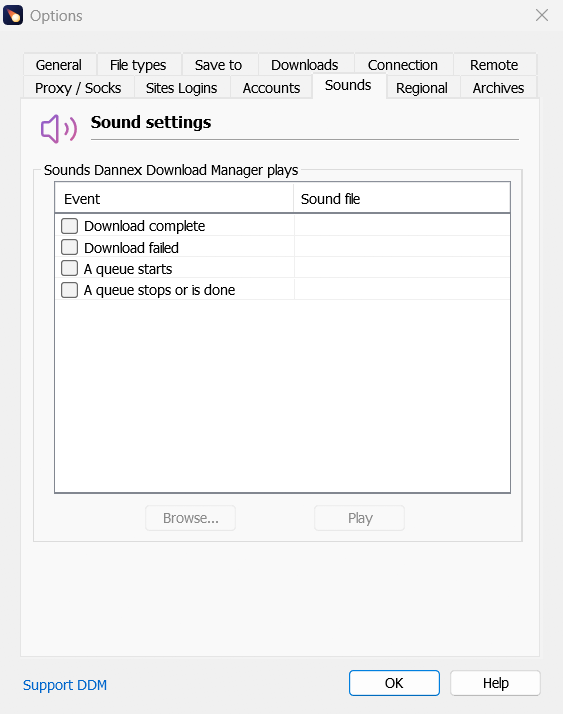 Options
General File types Save to Downloads Connection Remote
Proxy / Socks Sites Logins Accounts Sounds Regional Archives
Sound settings
Sounds Dannex Download Manager plays
Event Sound file
Download complete
Download failed
A queue starts
A queue stops or is done
Browse... Play
Support DDM OK Help